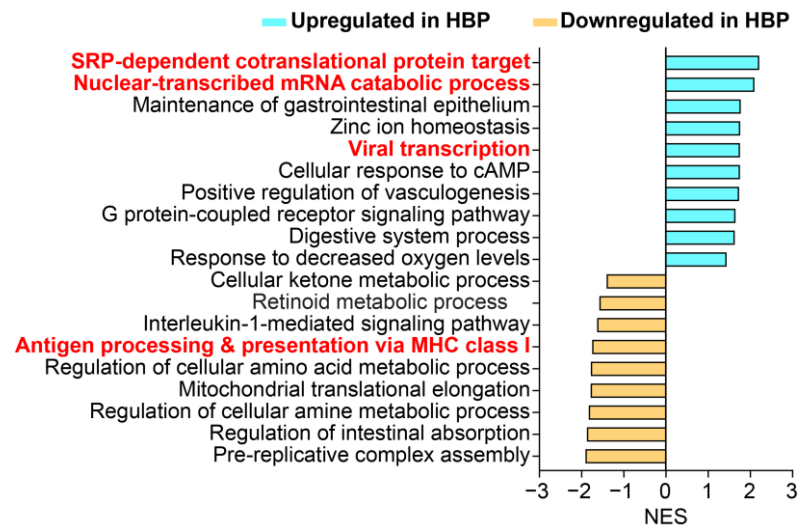 Upregulated in HBP
Downregulated in HBP
SRP-dependent cotranslational protein target
Nuclear-transcribed mRNA catabolic process
Maintenance of gastrointestinal epithelium
Zinc ion homeostasis
Viral transcription
Cellular response to cAMP
Positive regulation of vasculogenesis
G protein-coupled receptor signaling pathway
Digestive system process
Response to decreased oxygen levels
Cellular ketone metabolic process
Retinoid metabolic process
Interleukin-1-mediated signaling pathway
Antigen processing & presentation via MHC class I
Regulation of cellular amino acid metabolic process
Mitochondrial translational elongation
Regulation of cellular amine metabolic process
Regulation of intestinal absorption
Pre-replicative complex assembly
−3 −2 −1 0 1 2 3
NES